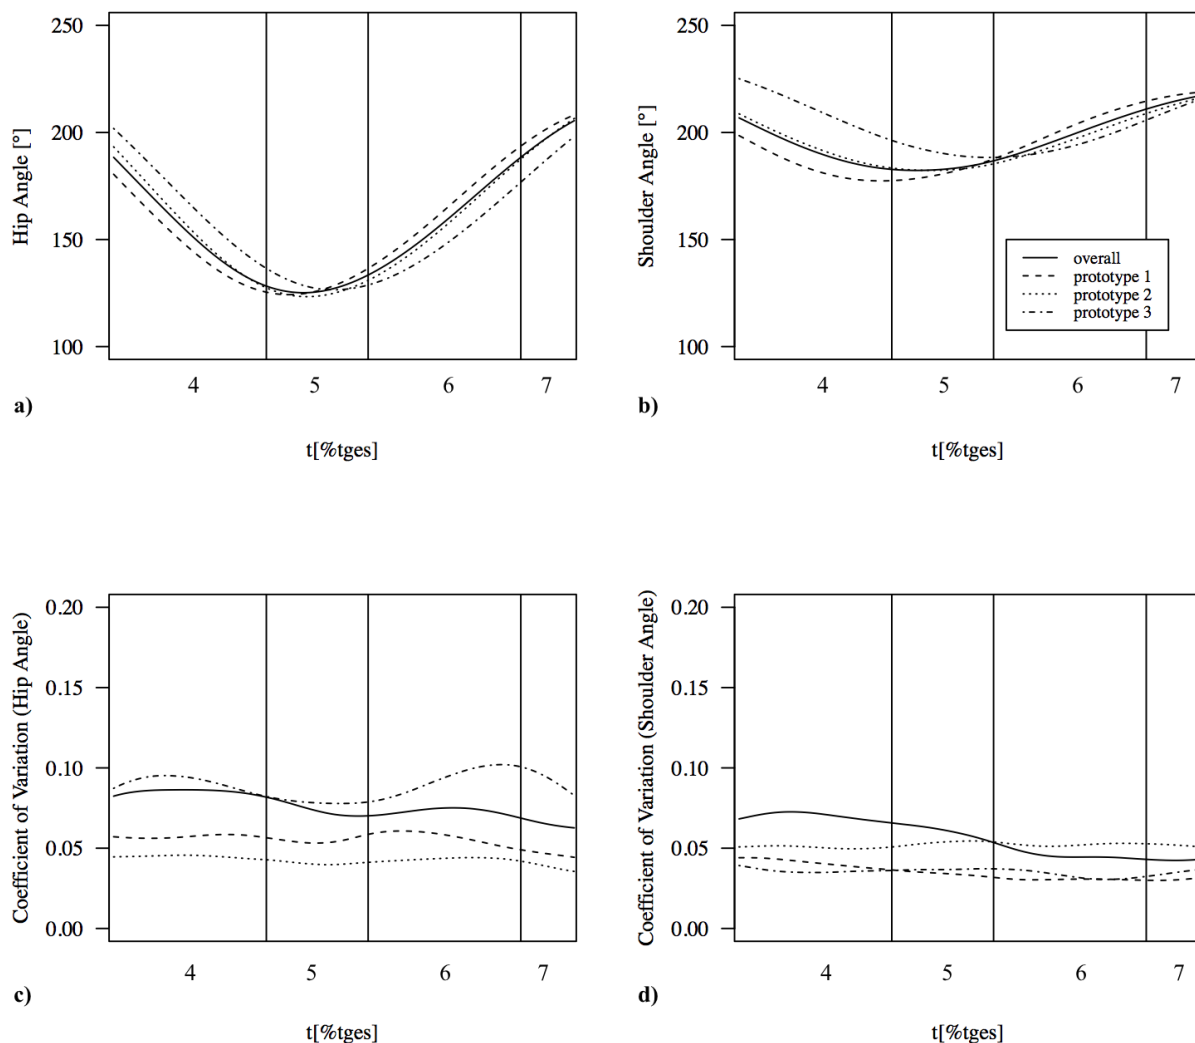 250
200
150
100
Hip Angle [°]
4 5 6 7
a)
t[%tges]
250
200
150
100
Shoulder Angle [°]
overall
prototype 1
prototype 2
prototype 3
4 5 6 7
b)
t[%tges]
0.20
0.15
0.10
0.05
0.00
Coefficient of Variation (Hip Angle)
4 5 6 7
c)
t[%tges]
0.20
0.15
0.10
0.05
0.00
Coefficient of Variation (Shoulder Angle)
4 5 6 7
d)
t[%tges]